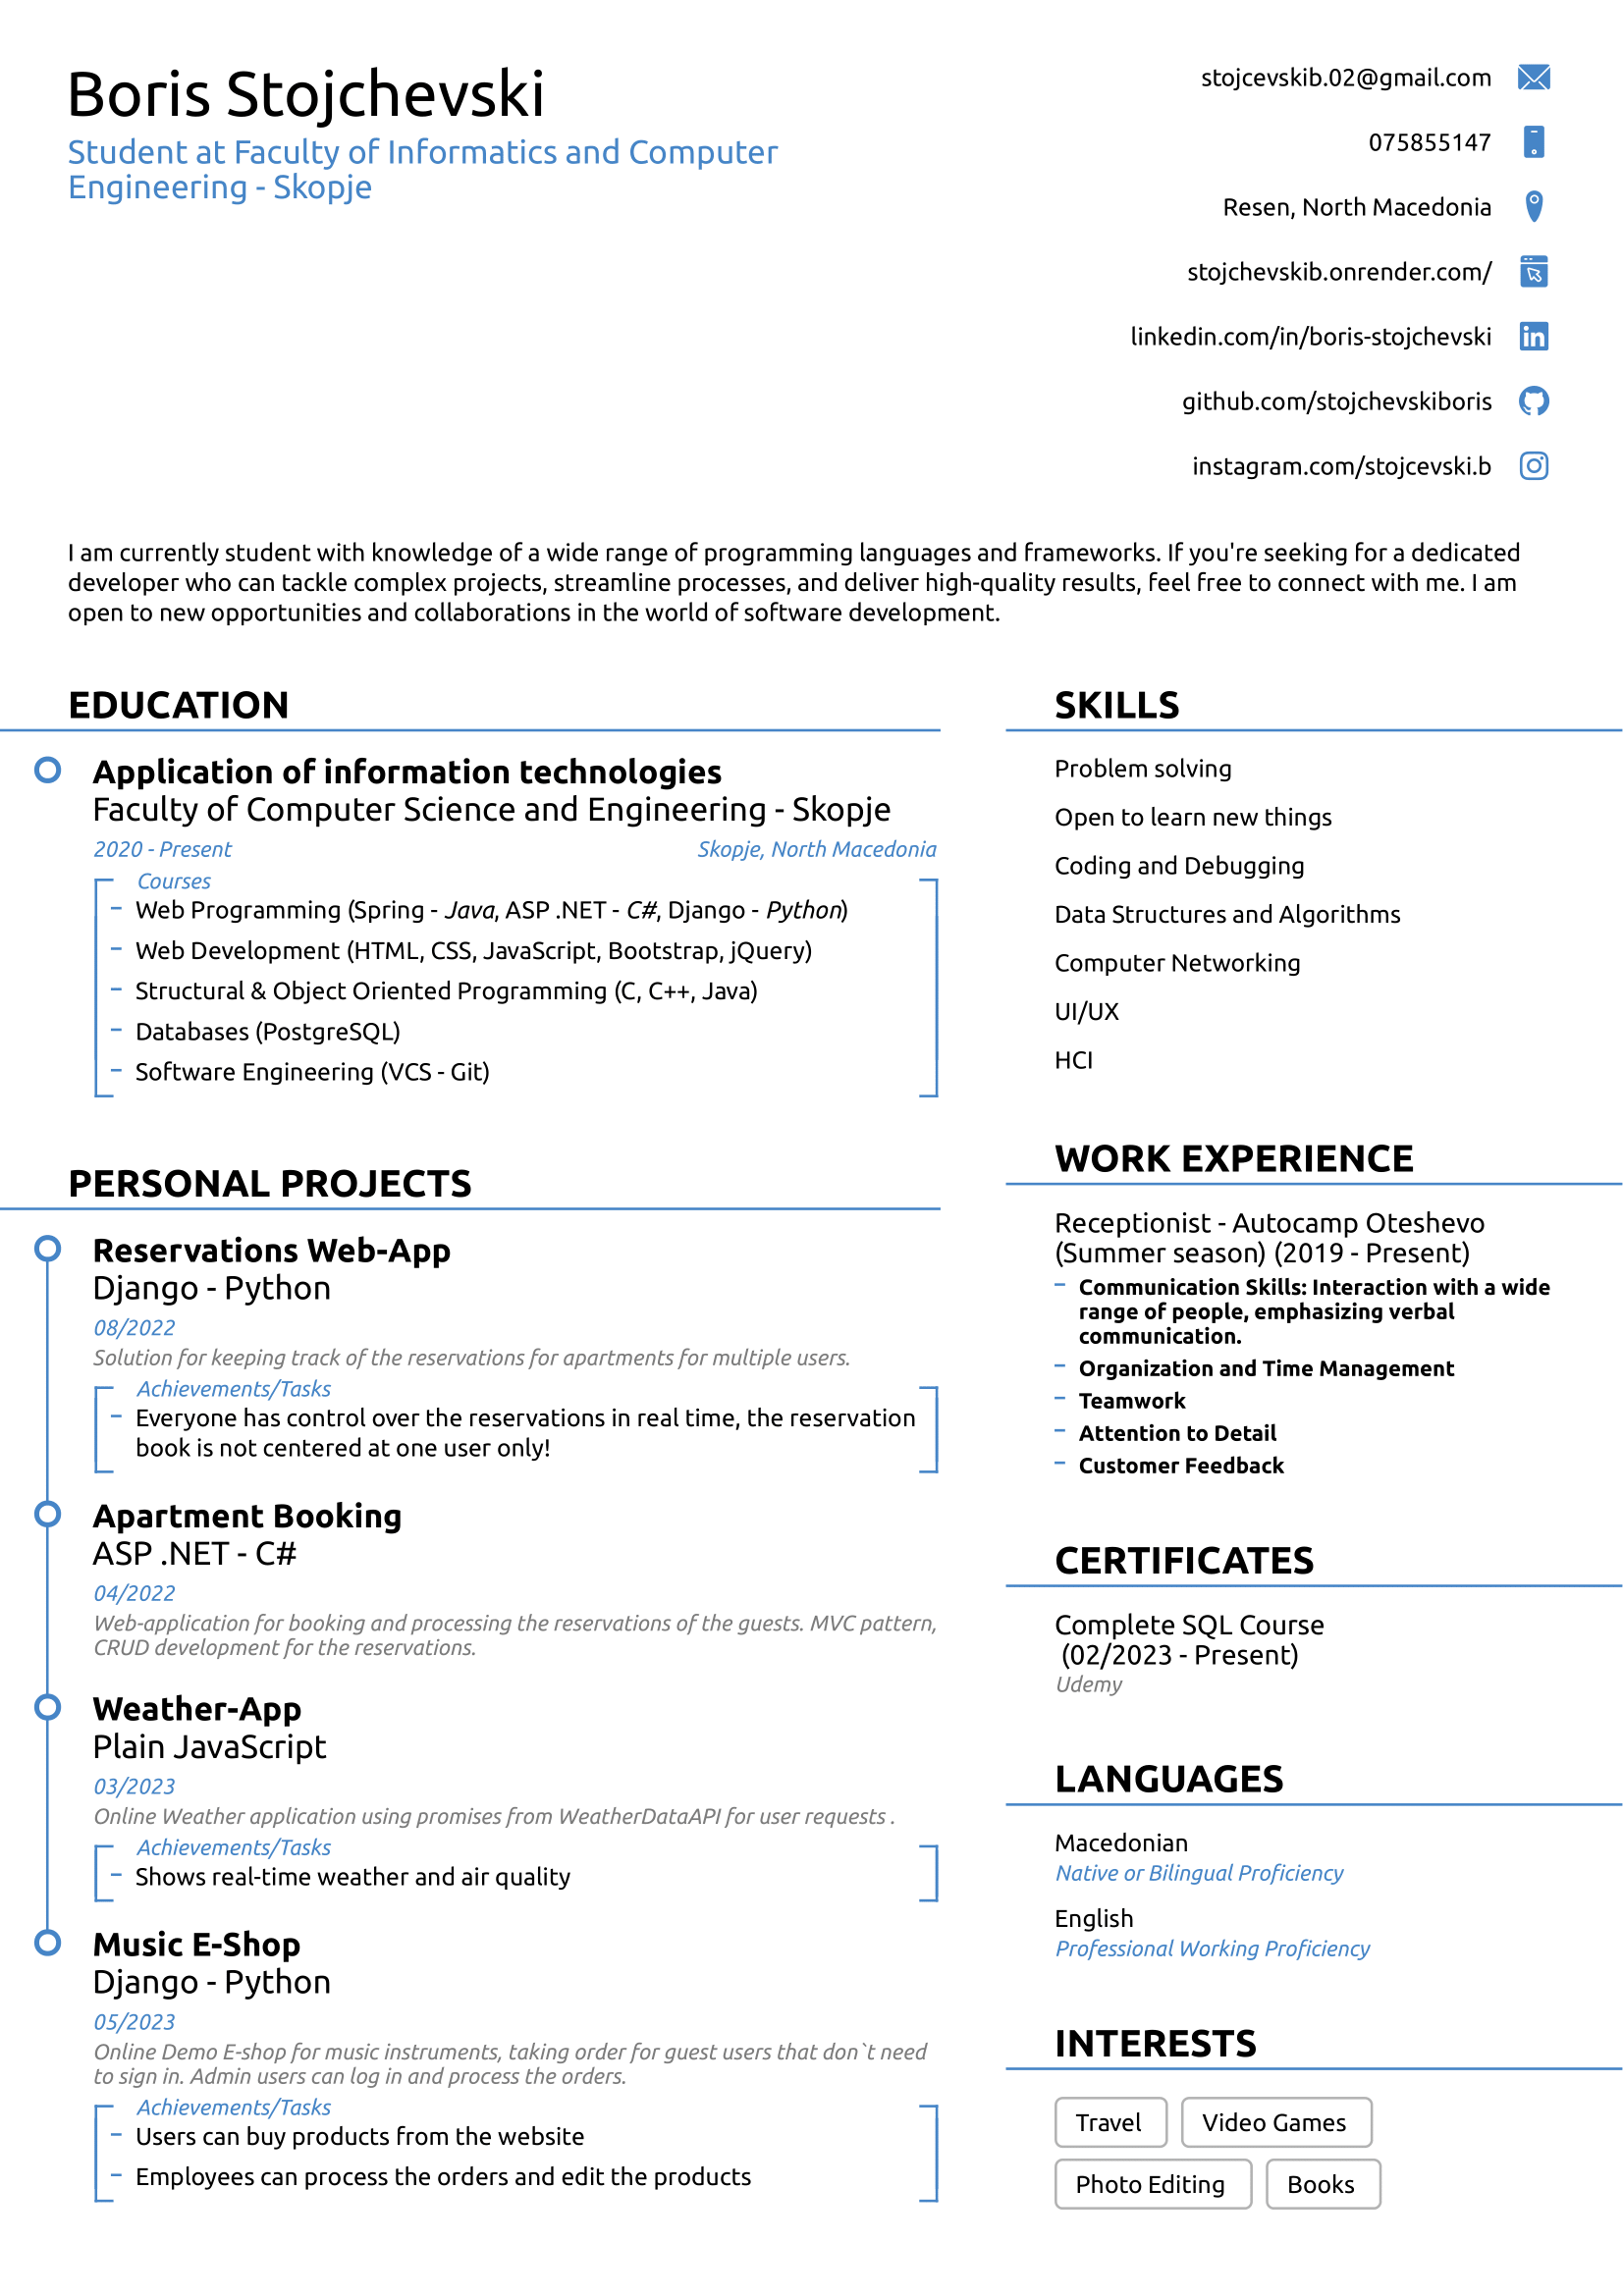 Boris Stojchevski
Student at Faculty of Informatics and Computer
Engineering - Skopje
stojcevskib.02@gmail.com
075855147
Resen, North Macedonia
stojchevskib.onrender.com/
linkedin.com/in/boris-stojchevski
github.com/stojchevskiboris
instagram.com/stojcevski.b
I am currently student with knowledge of a wide range of programming languages and frameworks. If you're seeking for a dedicated
developer who can tackle complex projects, streamline processes, and deliver high-quality results, feel free to connect with me. I am
open to new opportunities and collaborations in the world of software development.
EDUCATION
Application of information technologies
Faculty of Computer Science and Engineering - Skopje
2020 - Present Skopje, North Macedonia
Courses
- Web Programming (Spring - Java, ASP .NET - C#, Django - Python)
- Web Development (HTML, CSS, JavaScript, Bootstrap, jQuery)
- Structural & Object Oriented Programming (C, C++, Java)
- Databases (PostgreSQL)
- Software Engineering (VCS - Git)
PERSONAL PROJECTS
Reservations Web-App
Django - Python
08/2022
Solution for keeping track of the reservations for apartments for multiple users.
Achievements/Tasks
- Everyone has control over the reservations in real time, the reservation
book is not centered at one user only!
Apartment Booking
ASP .NET - C#
04/2022
Web-application for booking and processing the reservations of the guests. MVC pattern,
CRUD development for the reservations.
Weather-App
Plain JavaScript
03/2023
Online Weather application using promises from WeatherDataAPI for user requests .
Achievements/Tasks
- Shows real-time weather and air quality
Music E-Shop
Django - Python
05/2023
Online Demo E-shop for music instruments, taking order for guest users that don`t need
to sign in. Admin users can log in and process the orders.
Achievements/Tasks
- Users can buy products from the website
- Employees can process the orders and edit the products
SKILLS
Problem solving
Open to learn new things
Coding and Debugging
Data Structures and Algorithms
Computer Networking
UI/UX
HCI
WORK EXPERIENCE
Receptionist - Autocamp Oteshevo
(Summer season) (2019 - Present)
- Communication Skills: Interaction with a wide
range of people, emphasizing verbal
communication.
- Organization and Time Management
- Teamwork
- Attention to Detail
- Customer Feedback
CERTIFICATES
Complete SQL Course
(02/2023 - Present)
Udemy
LANGUAGES
Macedonian
Native or Bilingual Proficiency
English
Professional Working Proficiency
INTERESTS
Travel Video Games
Photo Editing Books